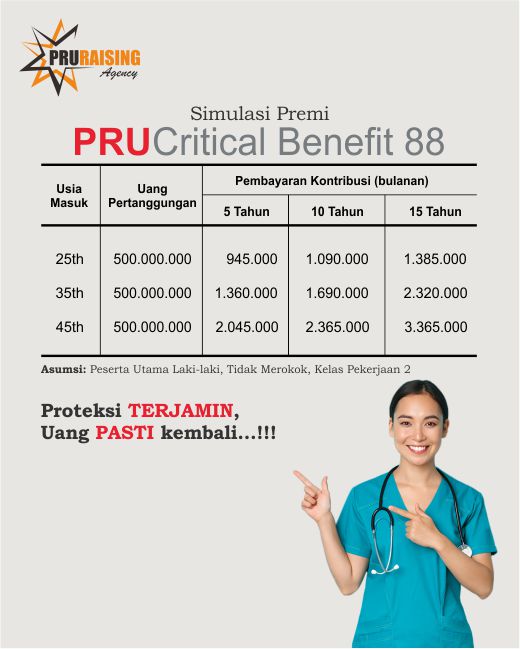 PRURAISING
Agency
Simulasi Premi
PRUCritical Benefit 88
Usia Masuk | Uang Pertanggungan | Pembayaran Kontribusi (bulanan)
5 Tahun | 10 Tahun | 15 Tahun
25th | 500.000.000 | 945.000 | 1.090.000 | 1.385.000
35th | 500.000.000 | 1.360.000 | 1.690.000 | 2.320.000
45th | 500.000.000 | 2.045.000 | 2.365.000 | 3.365.000
Asumsi: Peserta Utama Laki-laki, Tidak Merokok, Kelas Pekerjaan 2
Proteksi TERJAMIN,
Uang PASTI kembali...!!!